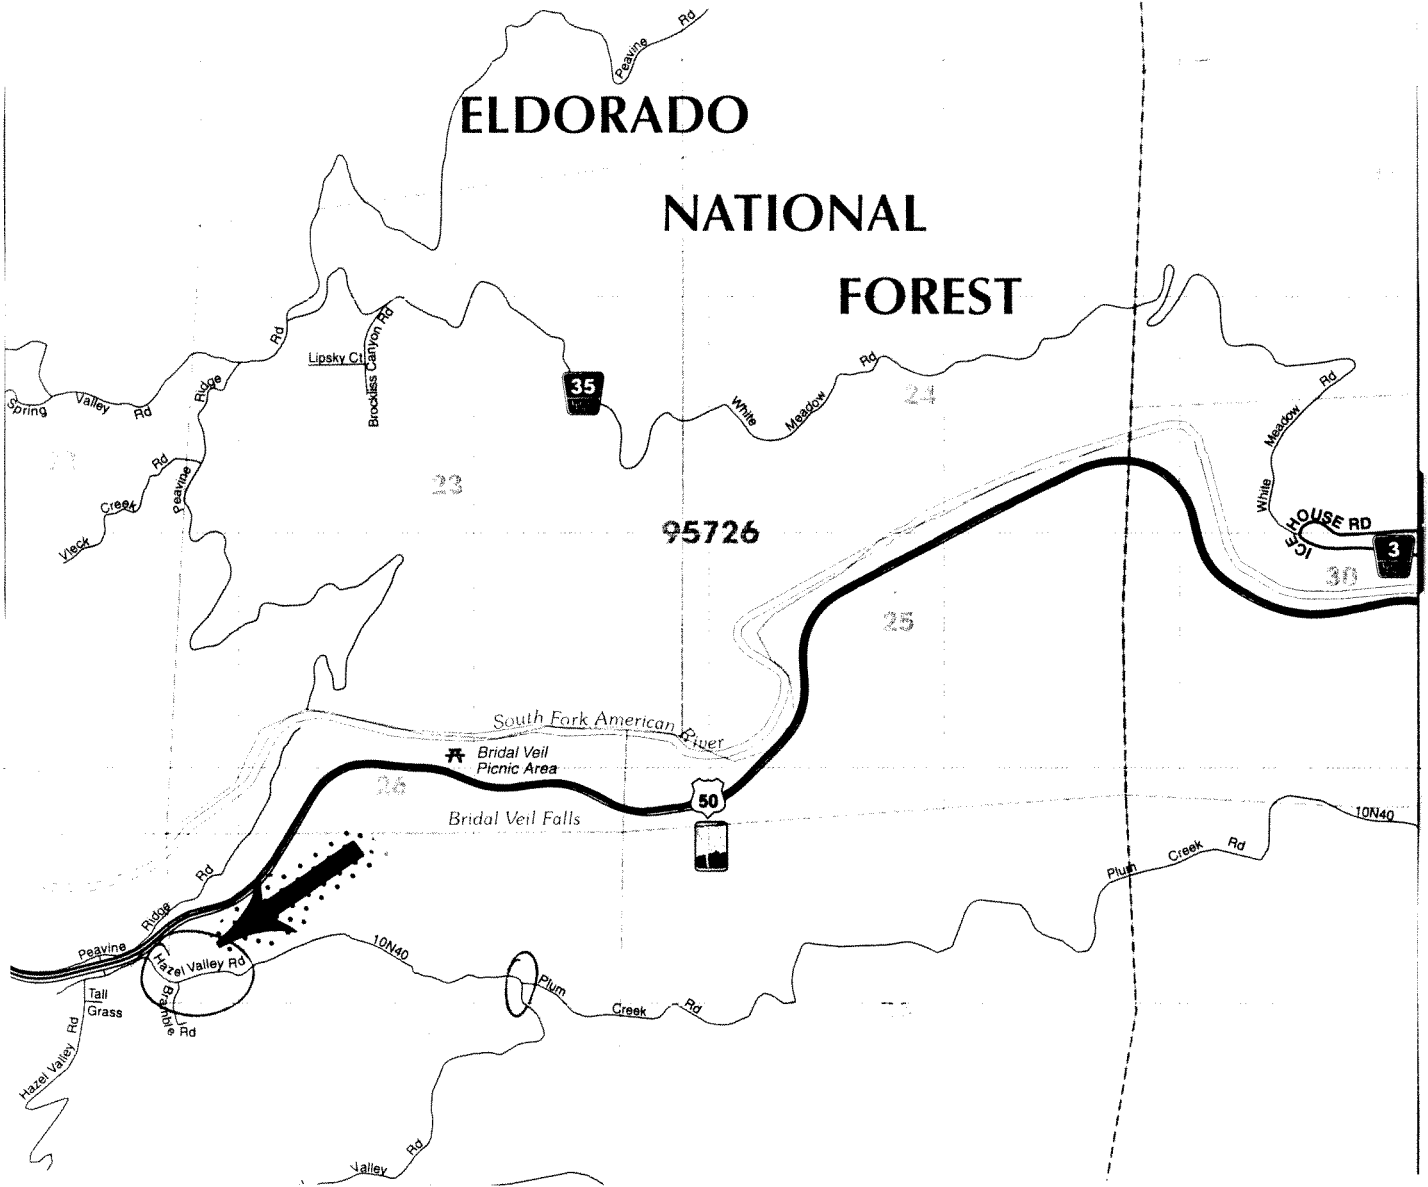 Peavine Rd
ELDORADO
NATIONAL
FOREST
Rd
Lipsky Ct
Brockliss Canyon Rd
35
Rd
Ridge
Spring Valley Rd
White Meadow Rd
24
White Meadow Rd
Rd
Peavine
Vleck Creek
23
95726
ICE HOUSE RD
3
30
25
South Fork American River
Bridal Veil
Picnic Area
26
50
Bridal Veil Falls
10N40
Plum Creek Rd
Peavine Ridge Rd
Hazel Valley Rd
10N40
Plum Creek Rd
Tall
Grass
Bramble Rd
Hazel Valley Rd
Valley Rd